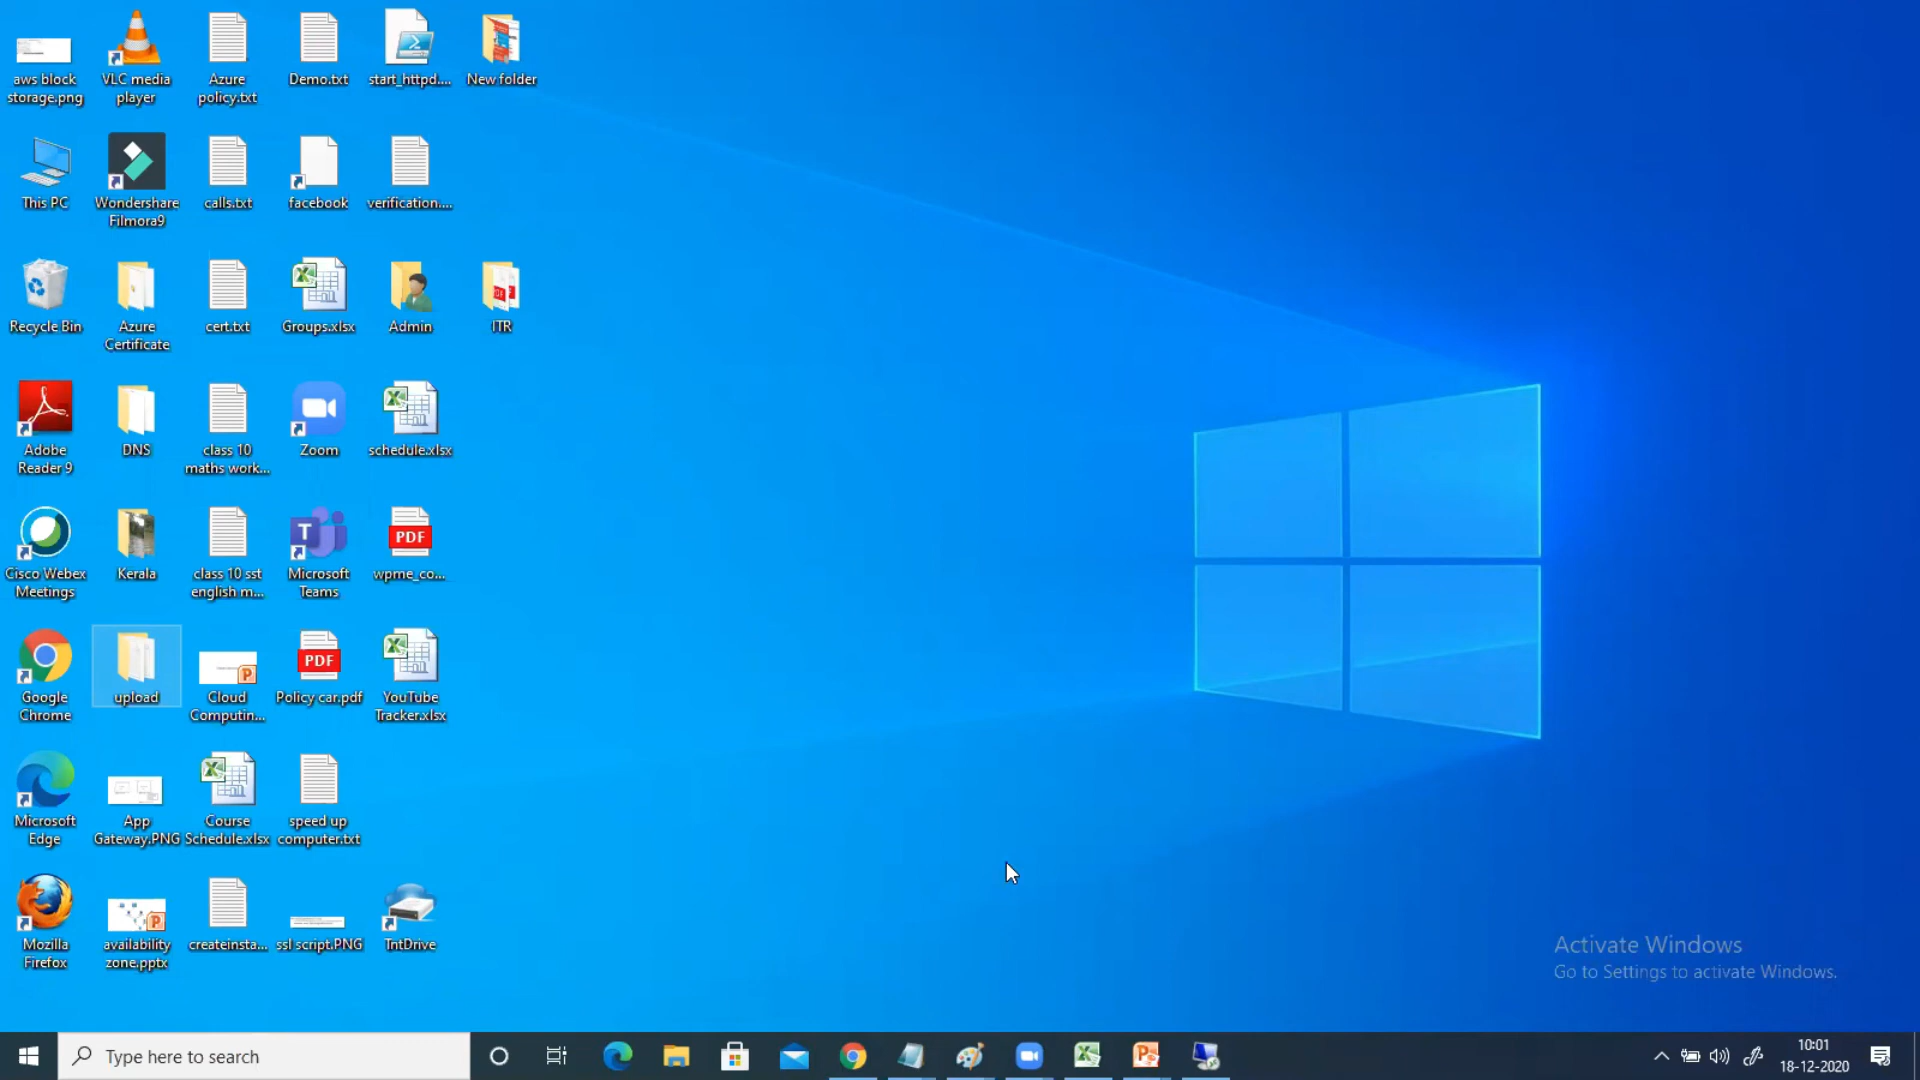 aws block
storage.png
VLC media
player
Azure
policy.txt
Demo.txt
start_httpd....
New folder
This PC
Wondershare
Filmora9
calls.txt
facebook
verification....
Recycle Bin
Azure
Certificate
cert.txt
Groups.xlsx
Admin
ITR
Adobe
Reader 9
DNS
class 10
maths work...
Zoom
schedule.xlsx
Cisco Webex
Meetings
Kerala
class 10 sst
english m...
Microsoft
Teams
PDF
wpme_co...
Google
Chrome
upload
Cloud
Computin...
PDF
Policy car.pdf
YouTube
Tracker.xlsx
Microsoft
Edge
App
Gateway.PNG
Course
Schedule.xlsx
speed up
computer.txt
Mozilla
Firefox
availability
zone.pptx
createinsta...
ssl script.PNG
TntDrive
Activate Windows
Go to Settings to activate Windows.
Type here to search
10:01
18-12-2020